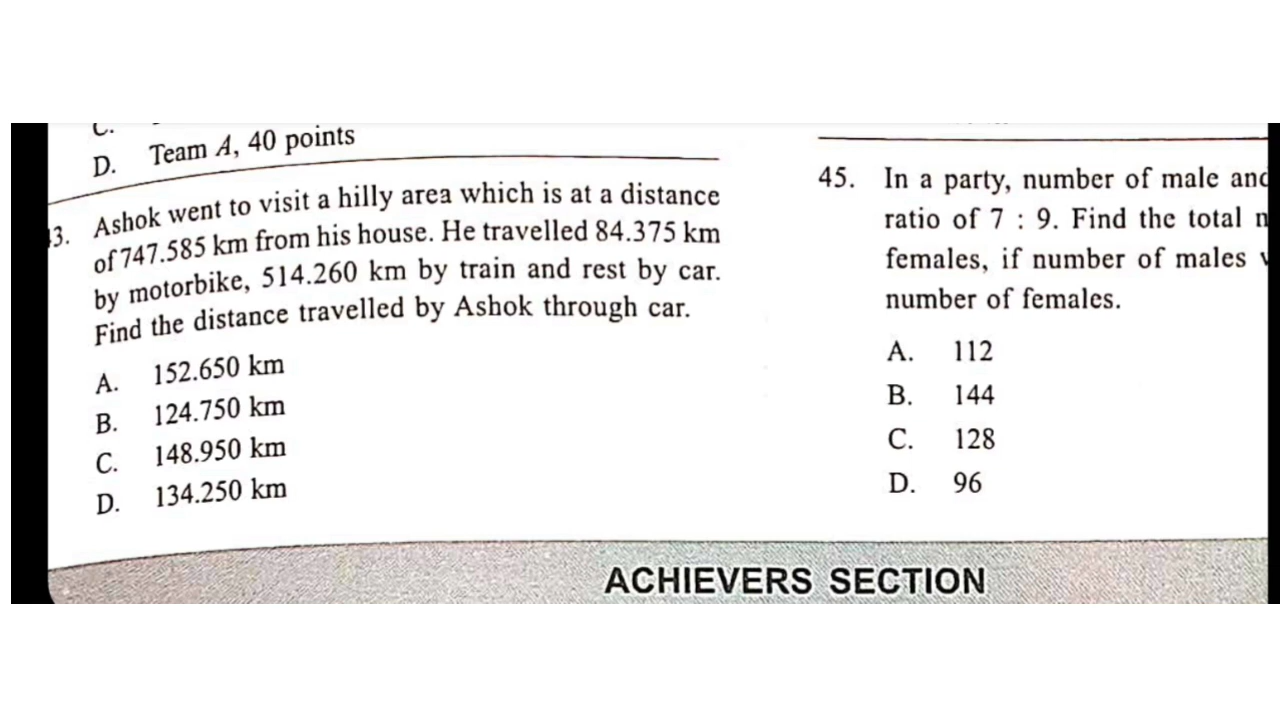 C.
D. Team A, 40 points
3. Ashok went to visit a hilly area which is at a distance
of 747.585 km from his house. He travelled 84.375 km
by motorbike, 514.260 km by train and rest by car.
Find the distance travelled by Ashok through car.
A. 152.650 km
B. 124.750 km
C. 148.950 km
D. 134.250 km
45. In a party, number of male and
ratio of 7 : 9. Find the total
females, if number of males
number of females.
A. 112
B. 144
C. 128
D. 96
ACHIEVERS SECTION